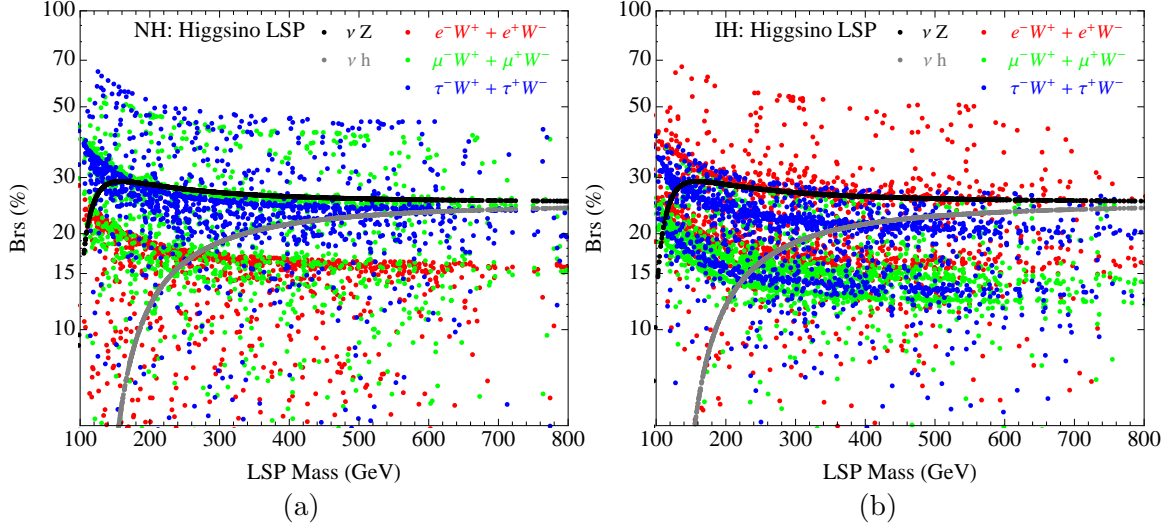 NH: Higgsino LSP
ν Z
ν h
e⁻W⁺ + e⁺W⁻
μ⁻W⁺ + μ⁺W⁻
τ⁻W⁺ + τ⁺W⁻
Brs (%)
100
70
50
30
20
15
10
100 200 300 400 500 600 700 800
LSP Mass (GeV)
(a)
IH: Higgsino LSP
ν Z
ν h
e⁻W⁺ + e⁺W⁻
μ⁻W⁺ + μ⁺W⁻
τ⁻W⁺ + τ⁺W⁻
Brs (%)
100
70
50
30
20
15
10
100 200 300 400 500 600 700 800
LSP Mass (GeV)
(b)